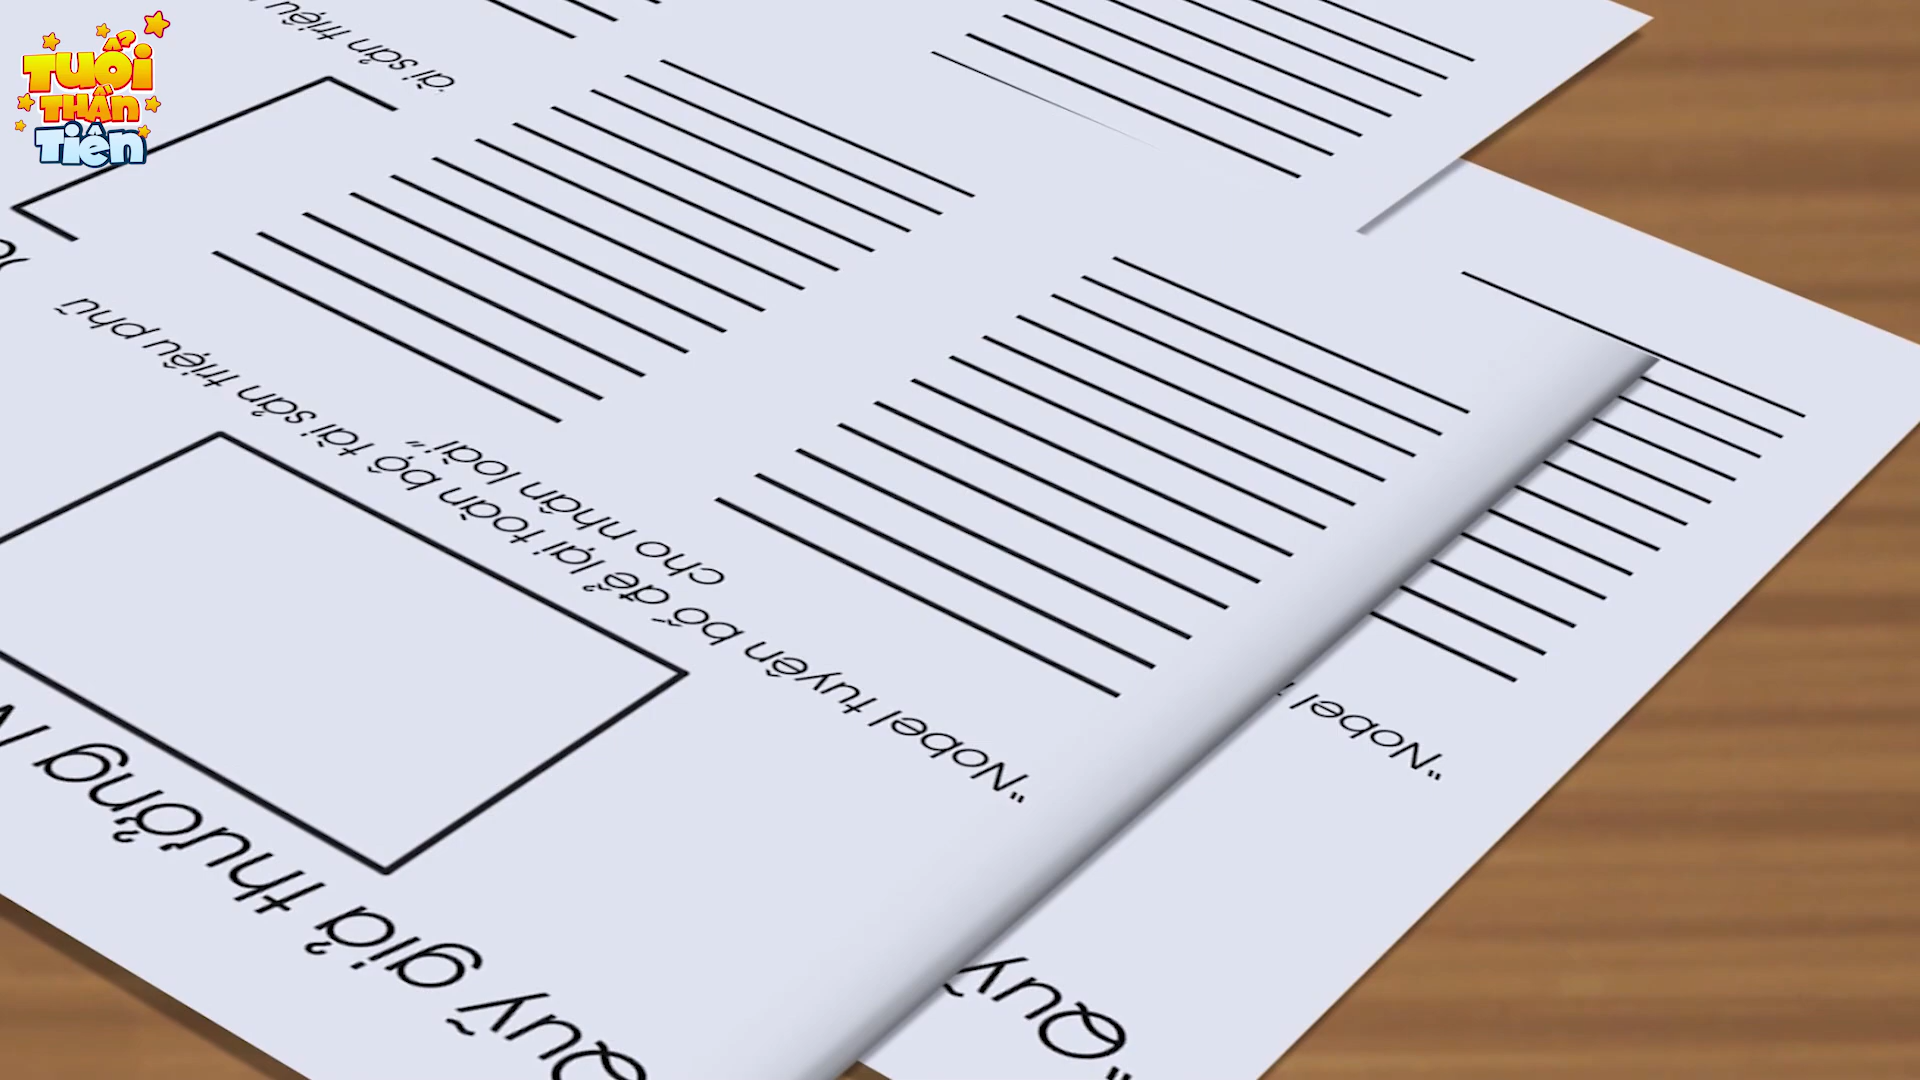 TUỔI
THẦN
TIÊN
"Quỹ giải thưởng N
"Nobel tuyên bố để lại toàn bộ tài sản triệu phú
cho nhân loài"
ài sản triệu
"Quỹ
"Nobel